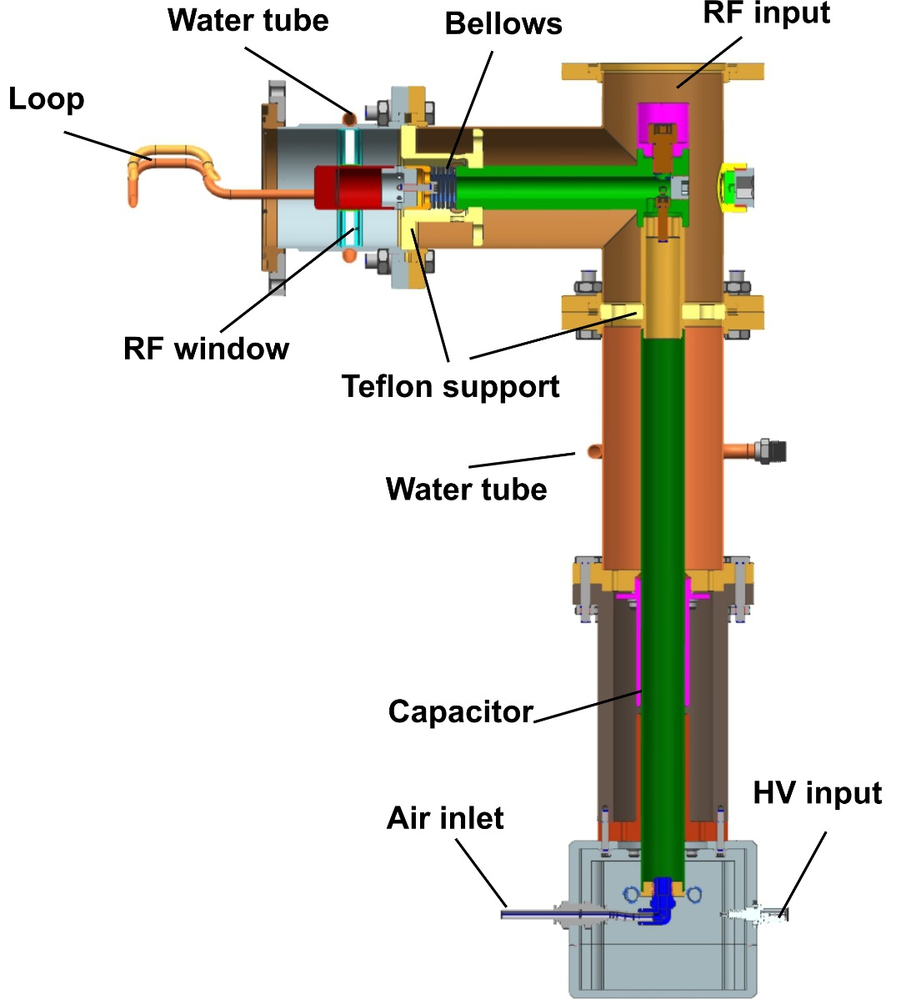 Water tube
Bellows
RF input
Loop
RF window
Teflon support
Water tube
Capacitor
Air inlet
HV input